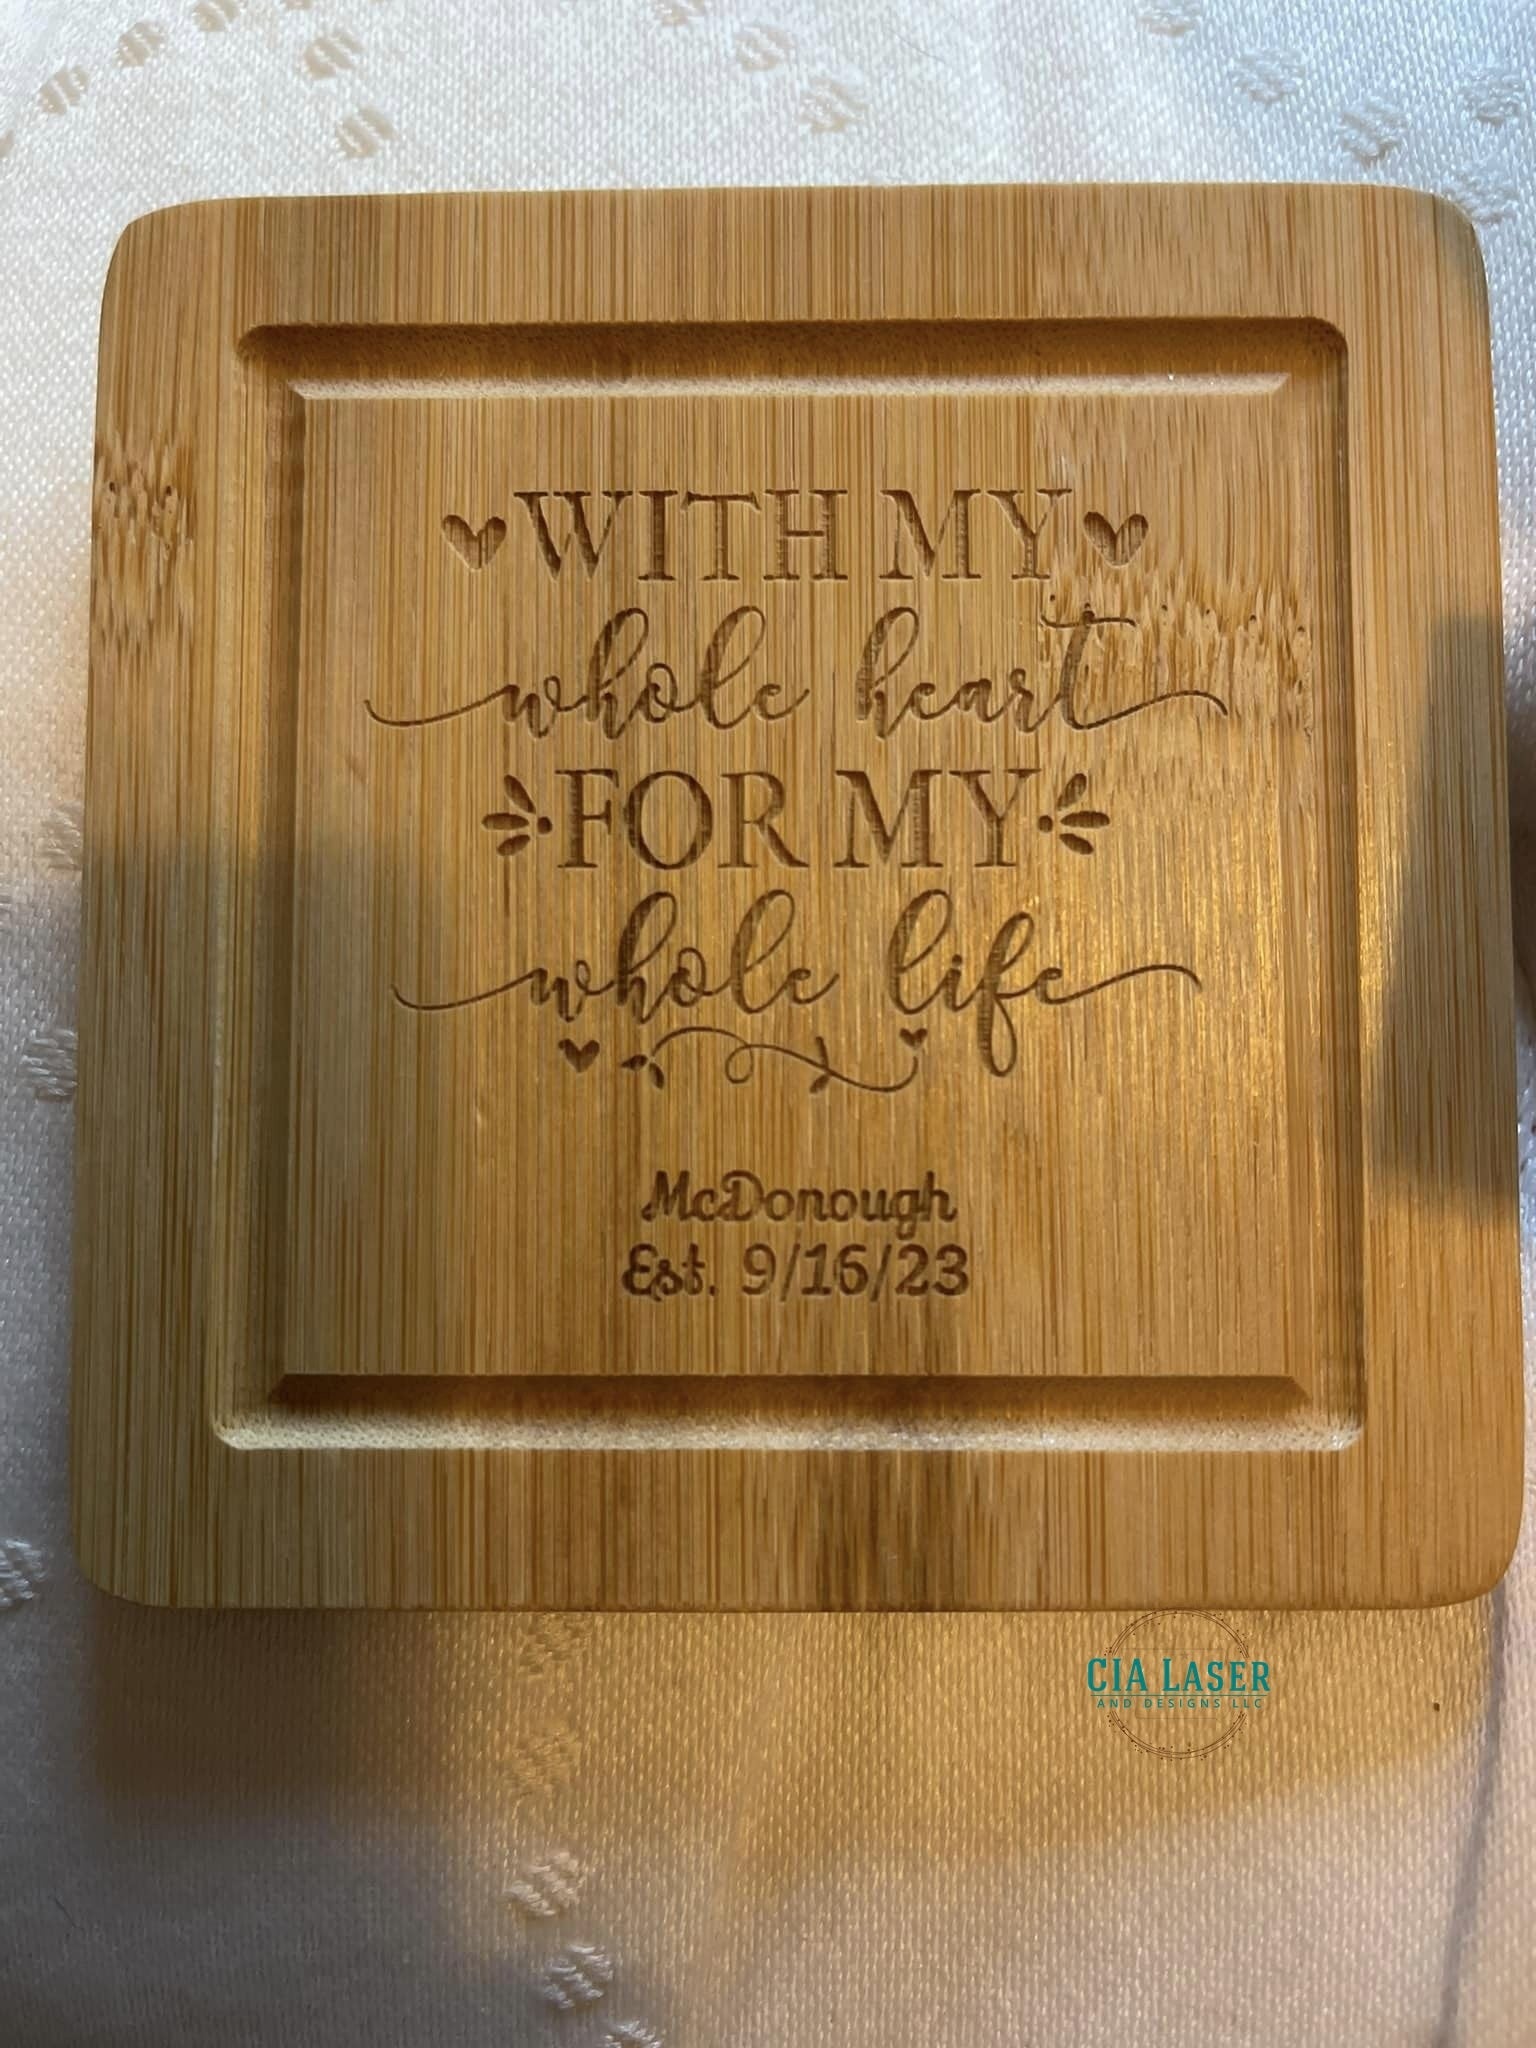 WITH MY
whole heart
FOR MY
whole life
McDonough
Est. 9/16/23
CIA LASER
AND DESIGNS LLC